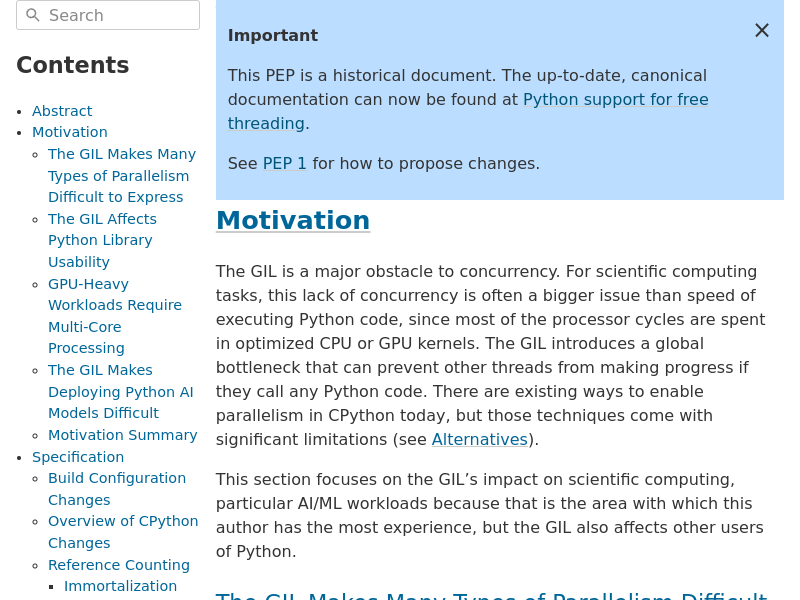 Search
Contents
Abstract
Motivation
The GIL Makes Many
Types of Parallelism
Difficult to Express
The GIL Affects
Python Library
Usability
GPU-Heavy
Workloads Require
Multi-Core
Processing
The GIL Makes
Deploying Python AI
Models Difficult
Motivation Summary
Specification
Build Configuration
Changes
Overview of CPython
Changes
Reference Counting
Immortalization
Important
This PEP is a historical document. The up-to-date, canonical
documentation can now be found at Python support for free
threading.
See PEP 1 for how to propose changes.
Motivation
The GIL is a major obstacle to concurrency. For scientific computing
tasks, this lack of concurrency is often a bigger issue than speed of
executing Python code, since most of the processor cycles are spent
in optimized CPU or GPU kernels. The GIL introduces a global
bottleneck that can prevent other threads from making progress if
they call any Python code. There are existing ways to enable
parallelism in CPython today, but those techniques come with
significant limitations (see Alternatives).
This section focuses on the GIL’s impact on scientific computing,
particular AI/ML workloads because that is the area with which this
author has the most experience, but the GIL also affects other users
of Python.
The GIL Makes Many Types of Parallelism Difficult